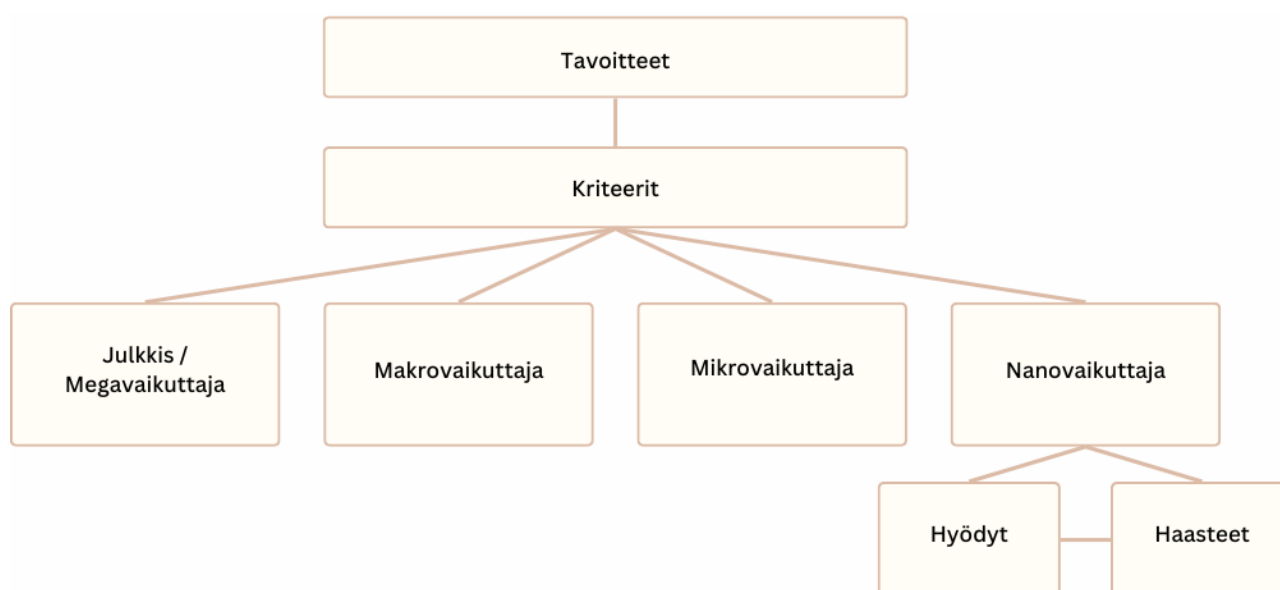 Tavoitteet
Kriteerit
Julkkis /
Megavaikuttaja
Makrovaikuttaja
Mikrovaikuttaja
Nanovaikuttaja
Hyödyt
Haasteet